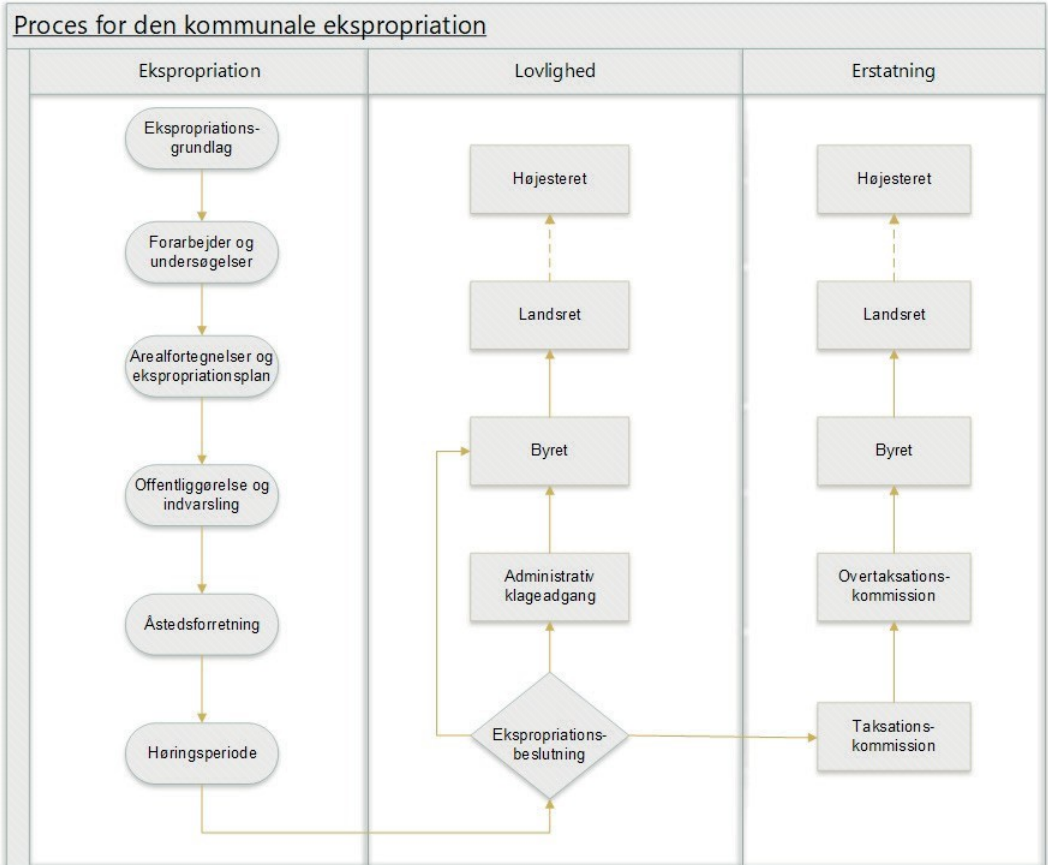 Proces for den kommunale ekspropriation
Ekspropriation
Lovlighed
Erstatning
Ekspropriations-
grundlag
Forarbejder og
undersøgelser
Arealfortegnelser og
ekspropriationsplan
Offentliggørelse og
indvarsling
Åstedsforretning
Høringsperiode
Højesteret
Landsret
Byret
Administrativ
klageadgang
Ekspropriations-
beslutning
Højesteret
Landsret
Byret
Overtaksations-
kommission
Taksations-
kommission